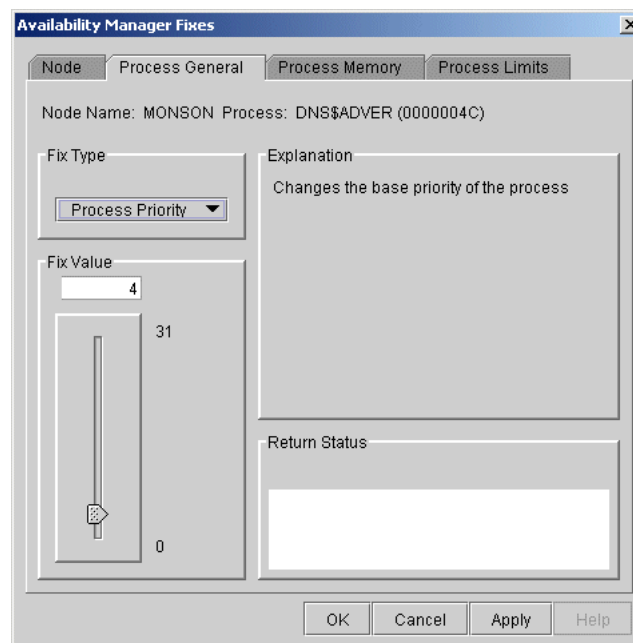 Availability Manager Fixes
Node
Process General
Process Memory
Process Limits
Node Name: MONSON Process: DNS$ADVER (0000004C)
Fix Type
Process Priority
Explanation
Changes the base priority of the process
Fix Value
4
31
0
Return Status
OK
Cancel
Apply
Help